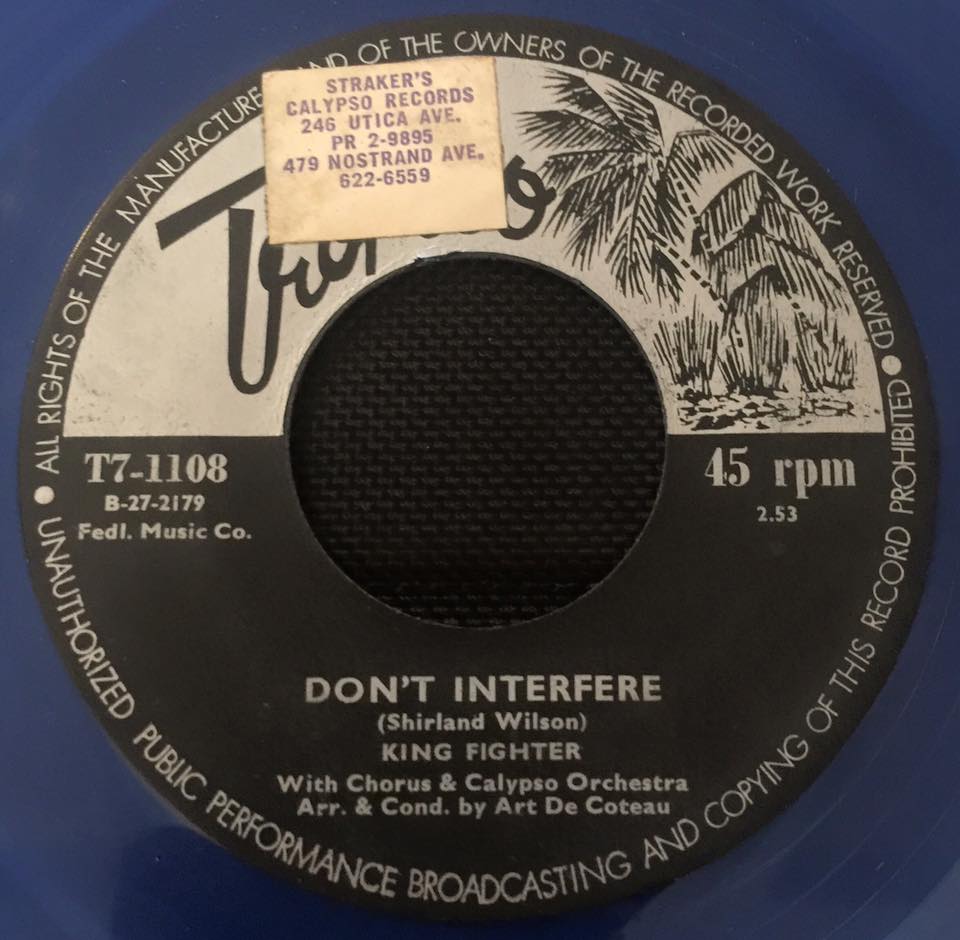 ALL RIGHTS OF THE MANUFACTURE AND OF THE OWNERS OF THE RECORDED WORK RESERVED
STRAKER'S
CALYPSO RECORDS
246 UTICA AVE.
PR 2-9895
479 NOSTRAND AVE.
622-6559
T7-1108
B-27-2179
Fedl. Music Co.
45 rpm
2.53
DON'T INTERFERE
(Shirland Wilson)
KING FIGHTER
With Chorus & Calypso Orchestra
Arr. & Cond. by Art De Coteau
UNAUTHORIZED PUBLIC PERFORMANCE BROADCASTING AND COPYING OF THIS RECORD PROHIBITED